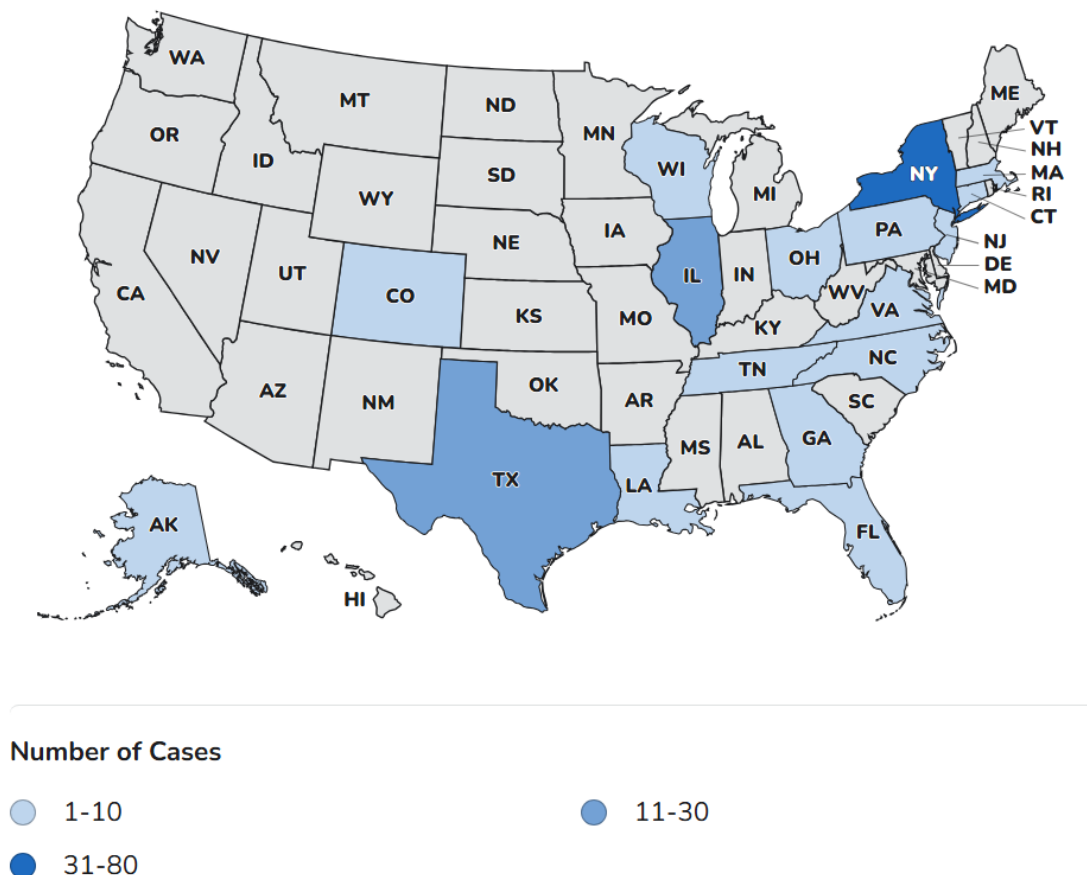 WA
MT
ND
MN
ME
VT
NH
MA
RI
CT
OR
ID
SD
WI
NY
MI
WY
IA
PA
NJ
DE
MD
NE
NV
UT
CO
IL
IN
OH
WV
VA
CA
KS
MO
KY
NC
TN
AZ
NM
OK
AR
SC
MS
AL
GA
TX
LA
FL
AK
HI
Number of Cases
1-10
11-30
31-80